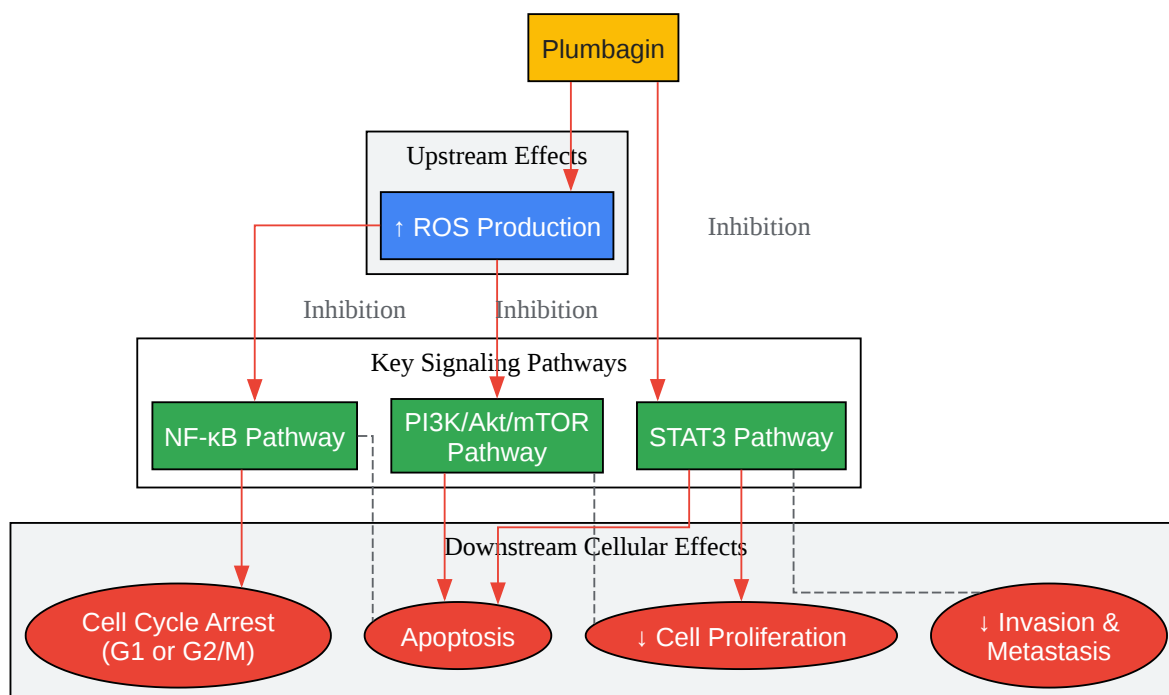 Plumbagin
Upstream Effects
↑ ROS Production
Inhibition
Inhibition
Inhibition
Key Signaling Pathways
NF-κB Pathway
PI3K/Akt/mTOR
Pathway
STAT3 Pathway
Downstream Cellular Effects
Cell Cycle Arrest
(G1 or G2/M)
Apoptosis
↓ Cell Proliferation
↓ Invasion &
Metastasis